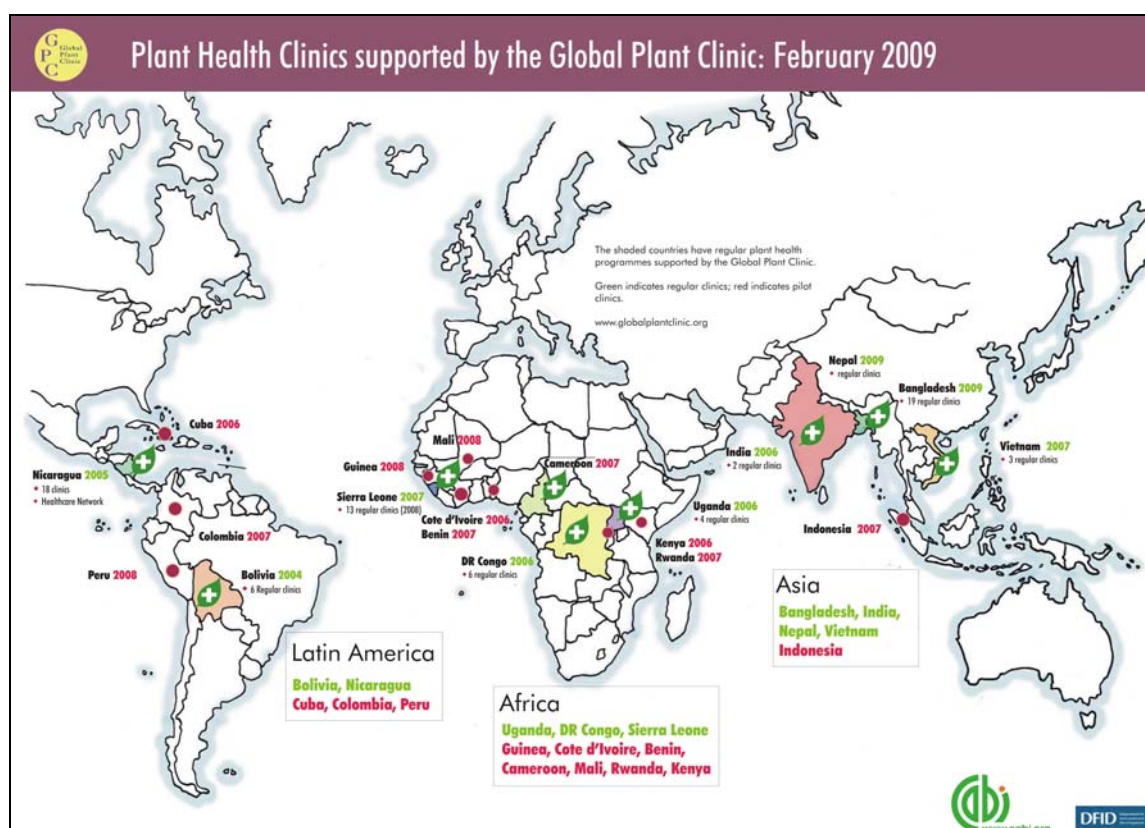 G
P
C
Global
Plant
Clinic
Plant Health Clinics supported by the Global Plant Clinic: February 2009
The shaded countries have regular plant health
programmes supported by the Global Plant Clinic.
Green indicates regular clinics; red indicates pilot
clinics.
www.globalplantclinic.org
Nepal 2009
regular clinics
Bangladesh 2009
19 regular clinics
Cuba 2006
Mali 2008
Vietnam 2007
3 regular clinics
India 2006
2 regular clinics
Nicaragua 2005
18 clinics
Healthcare Network
Guinea 2008
Cameroon 2007
Sierra Leone 2007
13 regular clinics (2008)
Uganda 2006
4 regular clinics
Cote d'Ivoire 2006
Benin 2007
Indonesia 2007
Colombia 2007
Kenya 2006
Rwanda 2007
DR Congo 2006
6 regular clinics
Peru 2008
Bolivia 2004
6 Regular clinics
Latin America
Bolivia, Nicaragua
Cuba, Colombia, Peru
Africa
Uganda, DR Congo, Sierra Leone
Guinea, Cote d'Ivoire, Benin,
Cameroon, Mali, Rwanda, Kenya
Asia
Bangladesh, India,
Nepal, Vietnam
Indonesia
cabi
DFID